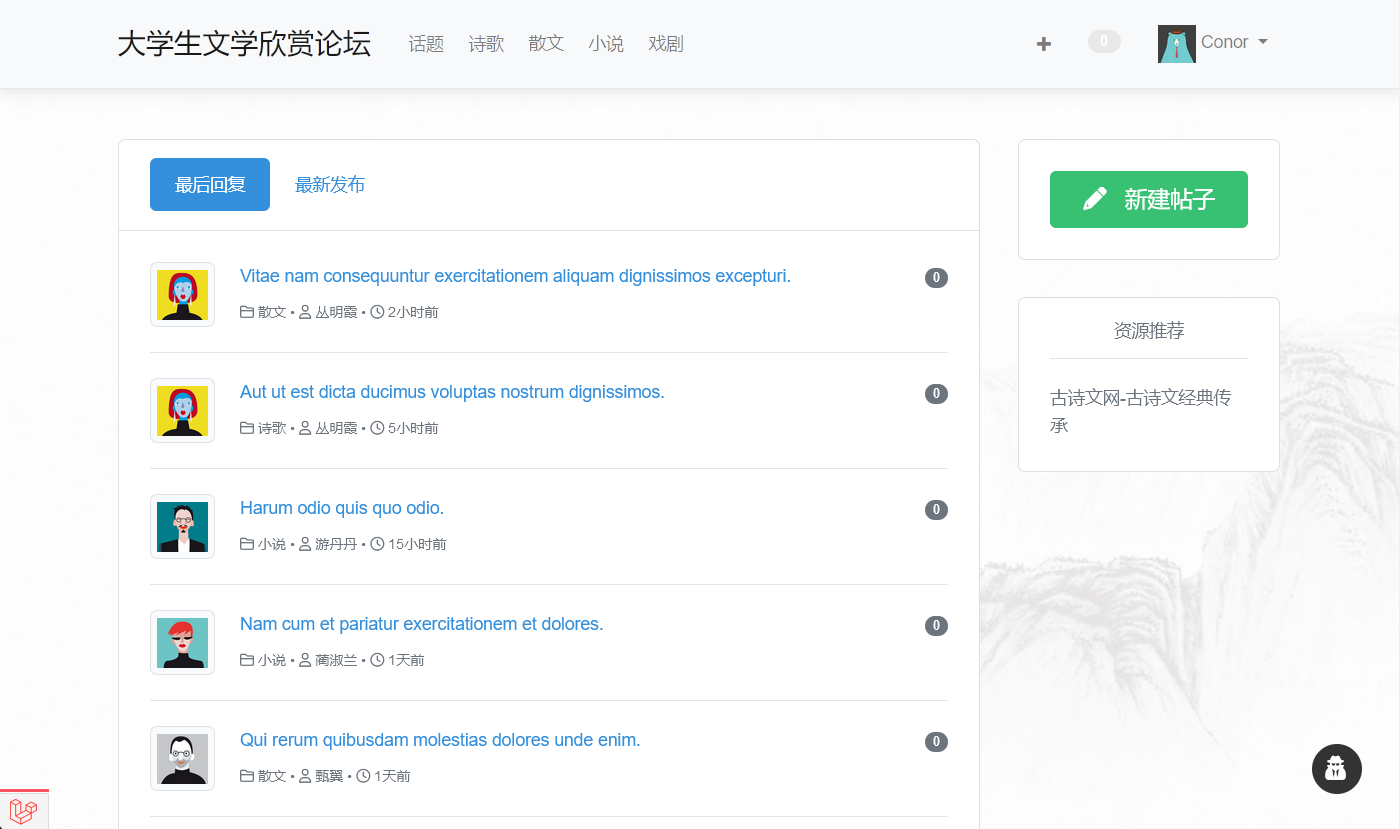 大学生文学欣赏论坛 话题 诗歌 散文 小说 戏剧 0 Conor
最后回复 最新发布
Vitae nam consequuntur exercitationem aliquam dignissimos excepturi. 0
散文 • 丛明霞 • 2小时前
Aut ut est dicta ducimus voluptas nostrum dignissimos. 0
诗歌 • 丛明霞 • 5小时前
Harum odio quis quo odio. 0
小说 • 游丹丹 • 15小时前
Nam cum et pariatur exercitationem et dolores. 0
小说 • 蔺淑兰 • 1天前
Qui rerum quibusdam molestias dolores unde enim. 0
散文 • 甄翼 • 1天前
新建帖子
资源推荐
古诗文网-古诗文经典传
承